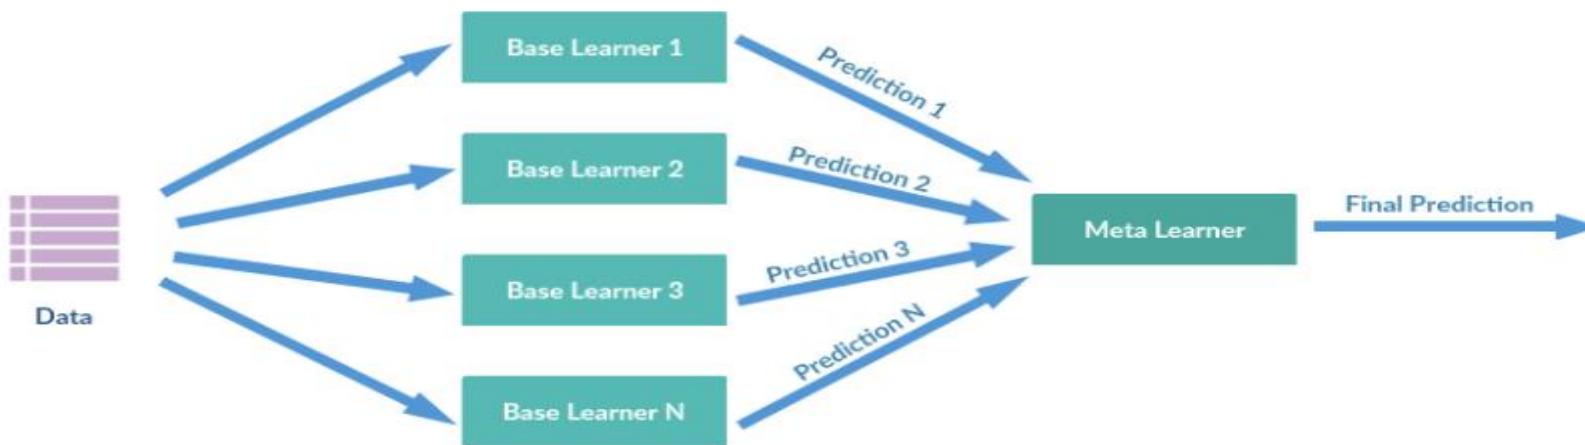 Base Learner 1
Prediction 1
Base Learner 2
Prediction 2
Data
Base Learner 3
Prediction 3
Base Learner N
Prediction N
Meta Learner
Final Prediction